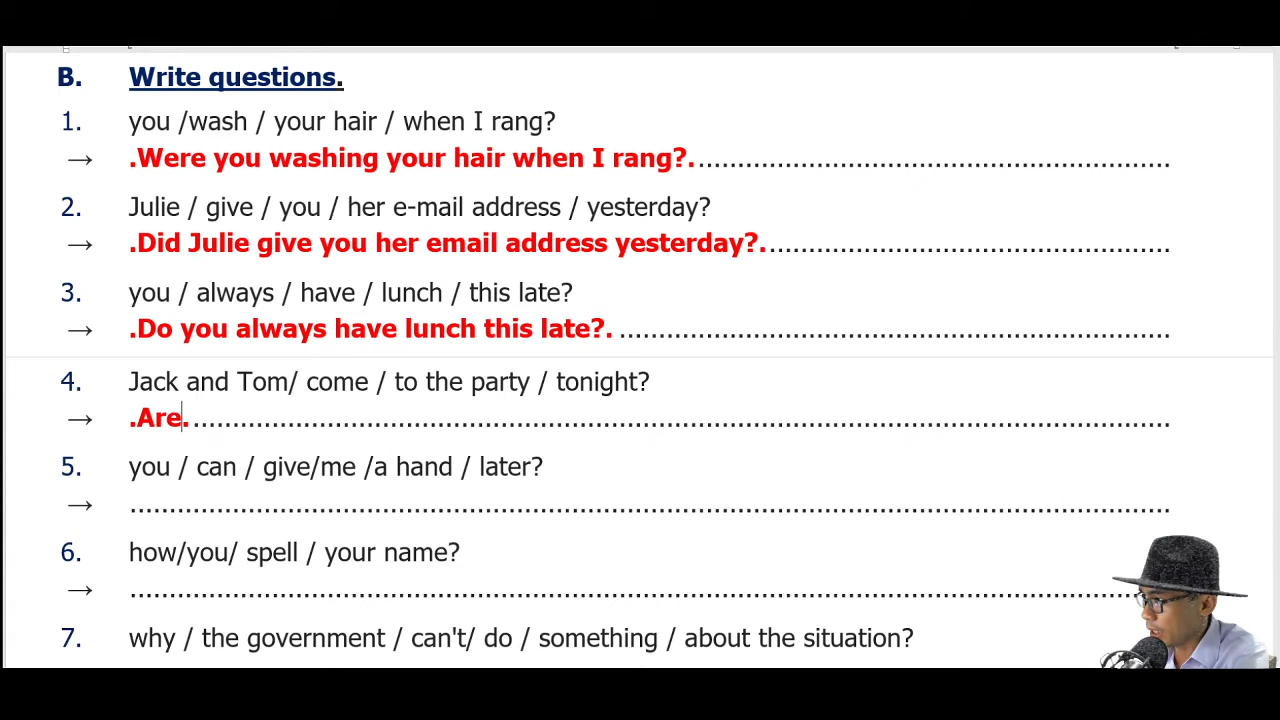 B. Write questions.
1. you /wash / your hair / when I rang?
→ .Were you washing your hair when I rang?. ..........................................................
2. Julie / give / you / her e-mail address / yesterday?
→ .Did Julie give you her email address yesterday?. .................................................
3. you / always / have / lunch / this late?
→ .Do you always have lunch this late?. ....................................................................
4. Jack and Tom/ come / to the party / tonight?
→ .Are. ..........................................................................................................................
5. you / can / give/me /a hand / later?
→ ...................................................................................................................................
6. how/you/ spell / your name?
→ ...................................................................................................................................
7. why / the government / can't/ do / something / about the situation?